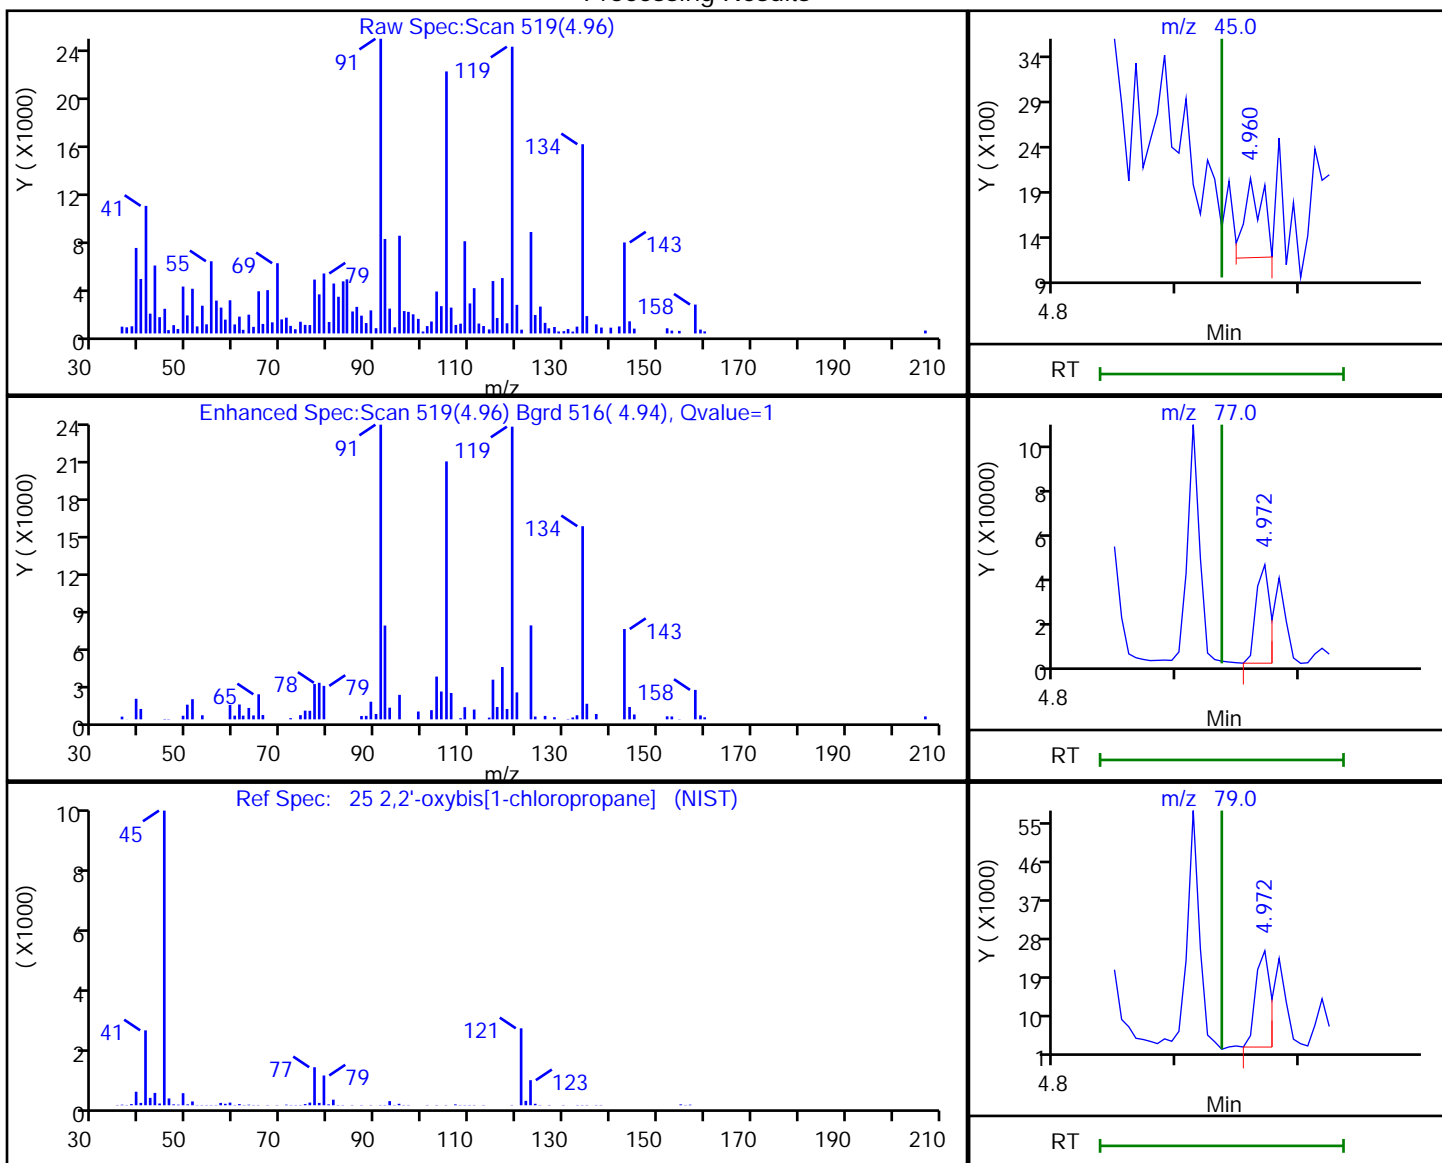 Processing Results
Raw Spec:Scan 519(4.96)
Y ( X1000)
24
20
16
12
8
4
0
91
119
134
41
55
69
79
143
158
30 50 70 90 110 130 150 170 190 210
m/z
m/z 45.0
Y ( X100)
34
29
24
19
14
9
4.960
4.8
Min
RT
Enhanced Spec:Scan 519(4.96) Bgrd 516( 4.94), Qvalue=1
Y ( X1000)
24
21
18
15
12
9
6
3
0
91
119
134
143
65
78
79
158
30 50 70 90 110 130 150 170 190 210
m/z
m/z 77.0
Y ( X10000)
10
8
6
4
2
0
4.972
4.8
Min
RT
Ref Spec: 25 2,2'-oxybis[1-chloropropane] (NIST)
( X1000)
10
8
6
4
2
0
45
41
77
79
121
123
30 50 70 90 110 130 150 170 190 210
m/z 79.0
Y ( X1000)
55
46
37
28
19
10
1
4.972
4.8
Min
RT